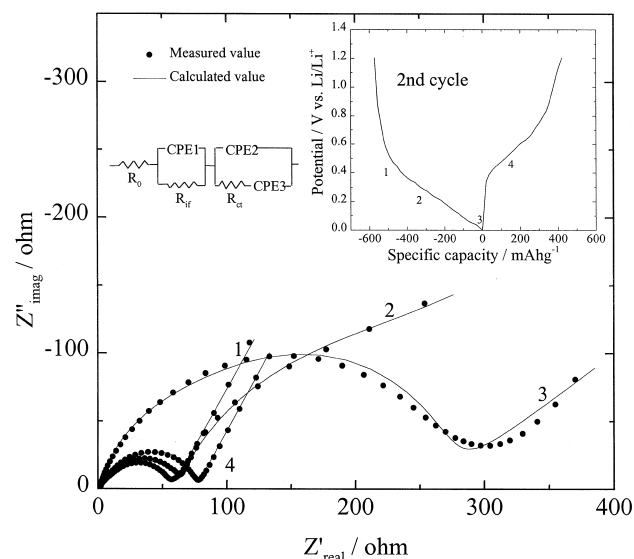 -300
-200
-100
0
Z''imag / ohm
0 100 200 300 400
Z'real / ohm
Measured value
Calculated value
R0
CPE1
Rif
CPE2
Rct
CPE3
1
2
3
4
1.4
1.2
1.0
0.8
0.6
0.4
0.2
0.0
Potential / V vs. Li/Li+
2nd cycle
1
2
3
4
-600 -400 -200 0 200 400 600
Specific capacity / mAhg-1